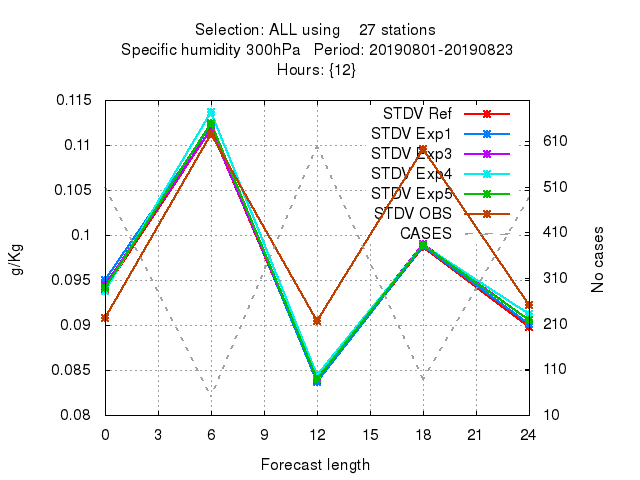 Selection: ALL using 27 stations
Specific humidity 300hPa Period: 20190801-20190823
Hours: {12}
0.115
0.11
0.105
0.1
0.095
0.09
0.085
0.08
g/Kg
STDV Ref
STDV Exp1
STDV Exp3
STDV Exp4
STDV Exp5
STDV OBS
CASES
610
510
410
310
210
110
10
No cases
0 3 6 9 12 15 18 21 24
Forecast length